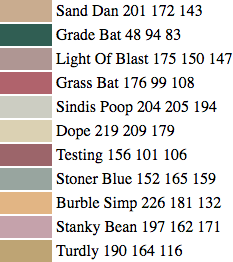 Sand Dan 201 172 143
Grade Bat 48 94 83
Light Of Blast 175 150 147
Grass Bat 176 99 108
Sindis Poop 204 205 194
Dope 219 209 179
Testing 156 101 106
Stoner Blue 152 165 159
Burble Simp 226 181 132
Stanky Bean 197 162 171
Turdly 190 164 116